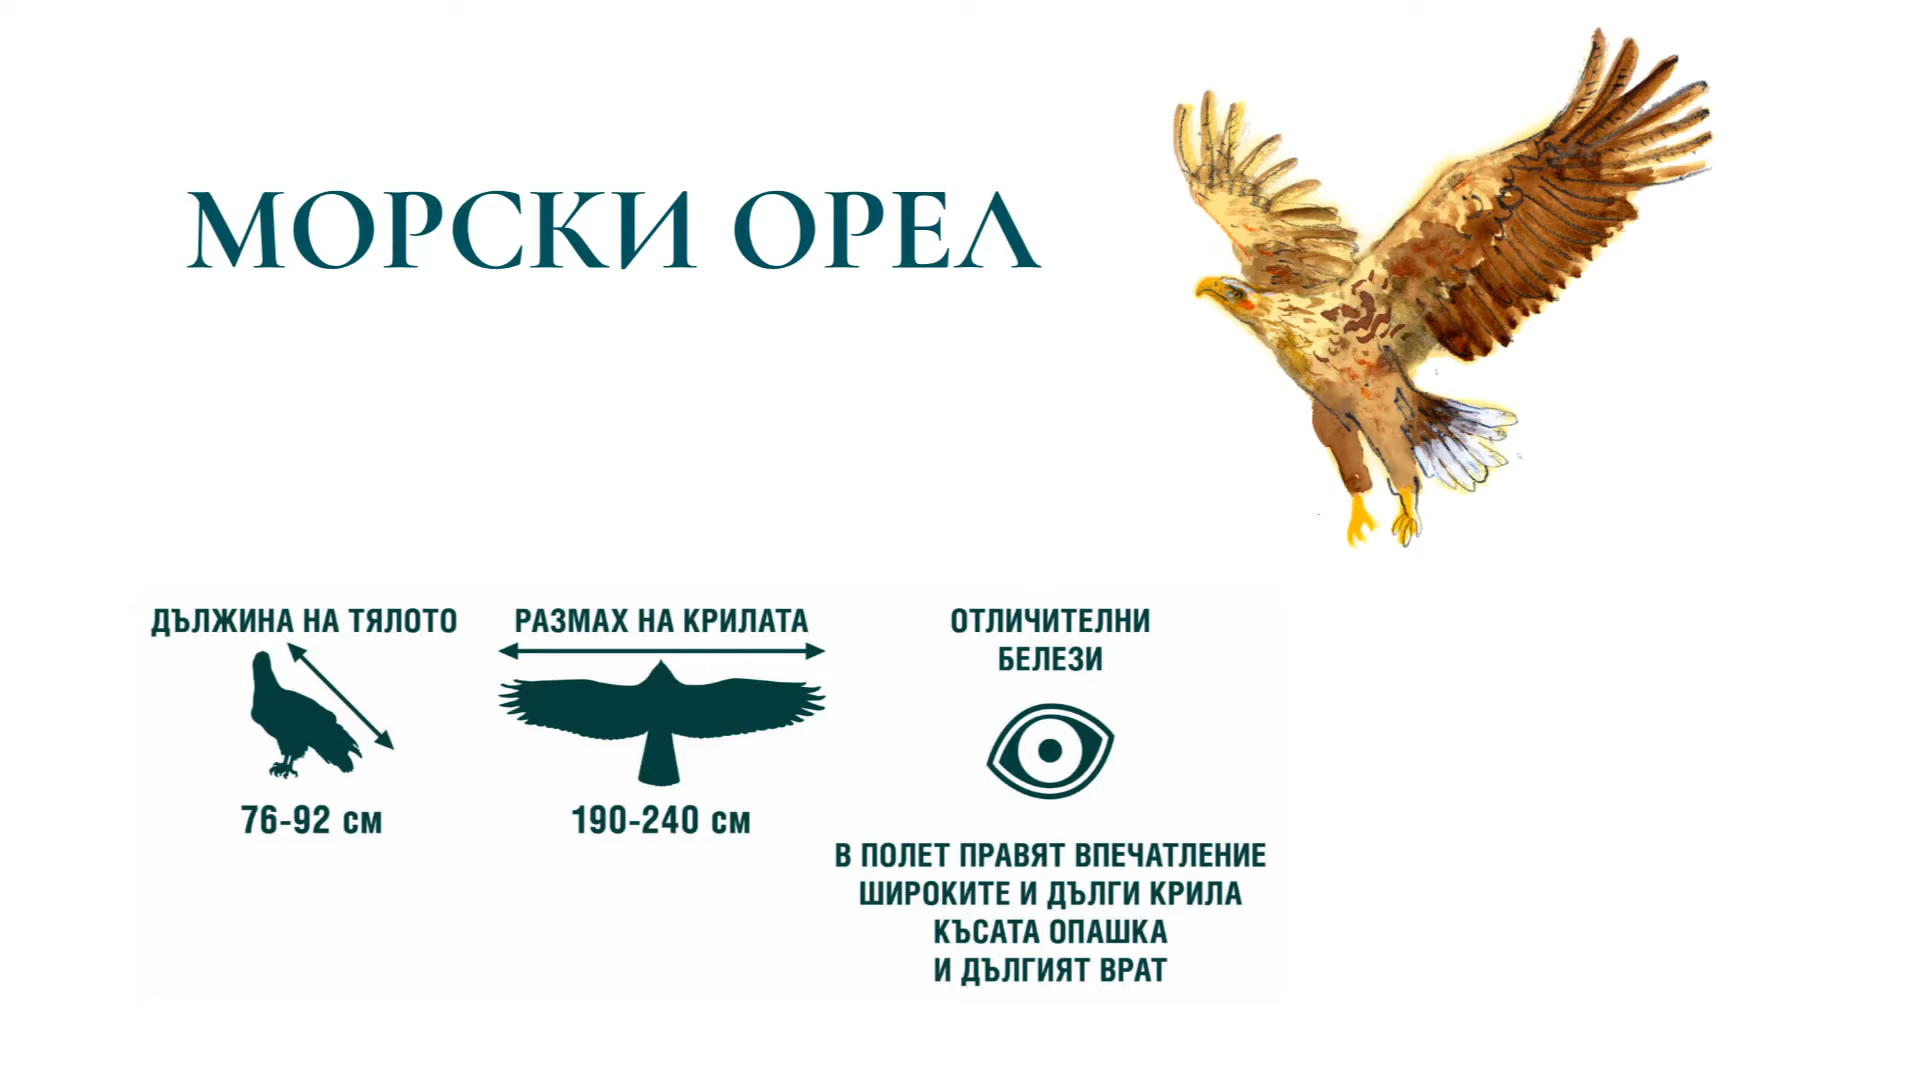 МОРСКИ ОРЕЛ
ДЪЛЖИНА НА ТЯЛОТО
76-92 см
РАЗМАХ НА КРИЛАТА
190-240 см
ОТЛИЧИТЕЛНИ
БЕЛЕЗИ
В ПОЛЕТ ПРАВЯТ ВПЕЧАТЛЕНИЕ
ШИРОКИТЕ И ДЪЛГИ КРИЛА
КЪСАТА ОПАШКА
И ДЪЛГИЯТ ВРАТ